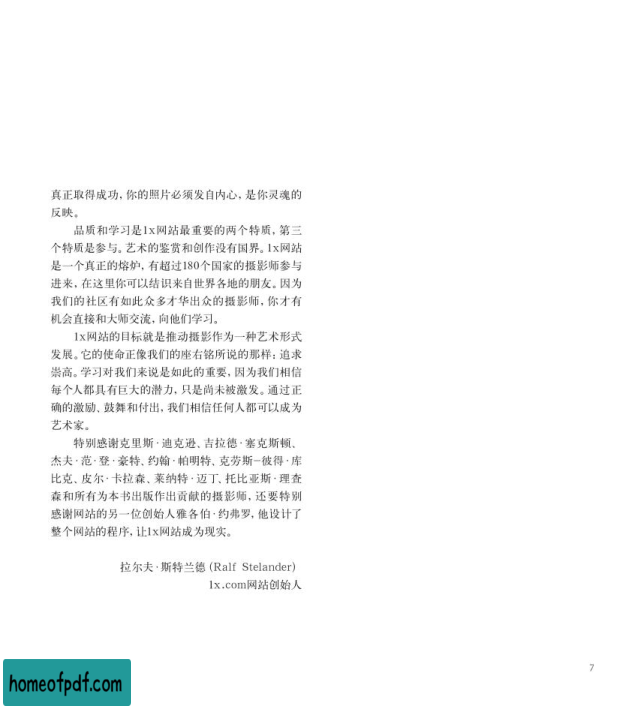 真正取得成功，你的照片必须发自内心，是你灵魂的
反映。
品质和学习是1x网站最重要的两个特质，第三
个特质是参与。艺术的鉴赏和创作没有国界。1x网站
是一个真正的熔炉，有超过180个国家的摄影师参与
进来，在这里你可以结识来自世界各地的朋友。因为
我们的社区有如此众多才华出众的摄影师，你才有
机会直接和大师交流，向他们学习。
1x网站的目标就是推动摄影作为一种艺术形式
发展。它的使命正像我们的座右铭所说的那样：追求
崇高。学习对我们来说是如此的重要，因为我们相信
每个人都具有巨大的潜力，只是尚未被激发。通过正
确的激励、鼓舞和付出，我们相信任何人都可以成为
艺术家。
特别感谢克里斯·迪克逊、吉拉德·塞克斯顿、
杰夫·范·登·豪特、约翰·帕明特、克劳斯-彼得·库
比克、皮尔·卡拉森、莱纳特·迈丁、托比亚斯·理查
森和所有为本书出版作出贡献的摄影师，还要特别
感谢网站的另一位创始人雅各伯·约弗罗，他设计了
整个网站的程序，让1x网站成为现实。
拉尔夫·斯特兰德（Ralf Stelander）
1x.com网站创始人
7
homeofpdf.com